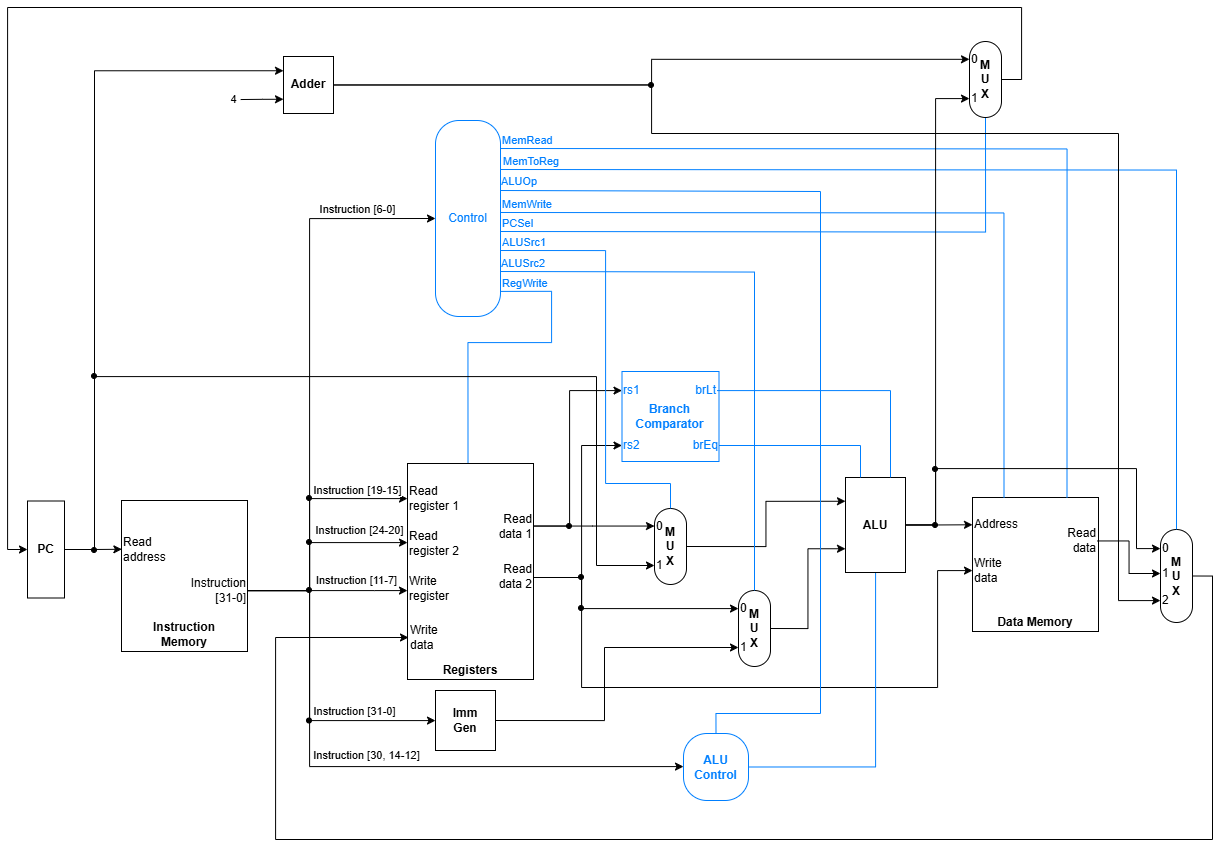 Adder
4
0
M
U
X
1
MemRead
MemToReg
ALUOp
MemWrite
PCSel
ALUSrc1
ALUSrc2
RegWrite
Control
Instruction [6-0]
rs1
brLt
Branch
Comparator
rs2
brEq
PC
Read
address
Instruction
[31-0]
Instruction
Memory
Instruction [19-15]
Instruction [24-20]
Instruction [11-7]
Read
register 1
Read
register 2
Write
register
Write
data
Read
data 1
Read
data 2
Registers
0
M
U
X
1
0
M
U
X
1
ALU
Address
Read
data
Write
data
Data Memory
0
M
1
U
X
2
Instruction [31-0]
Imm
Gen
Instruction [30, 14-12]
ALU
Control